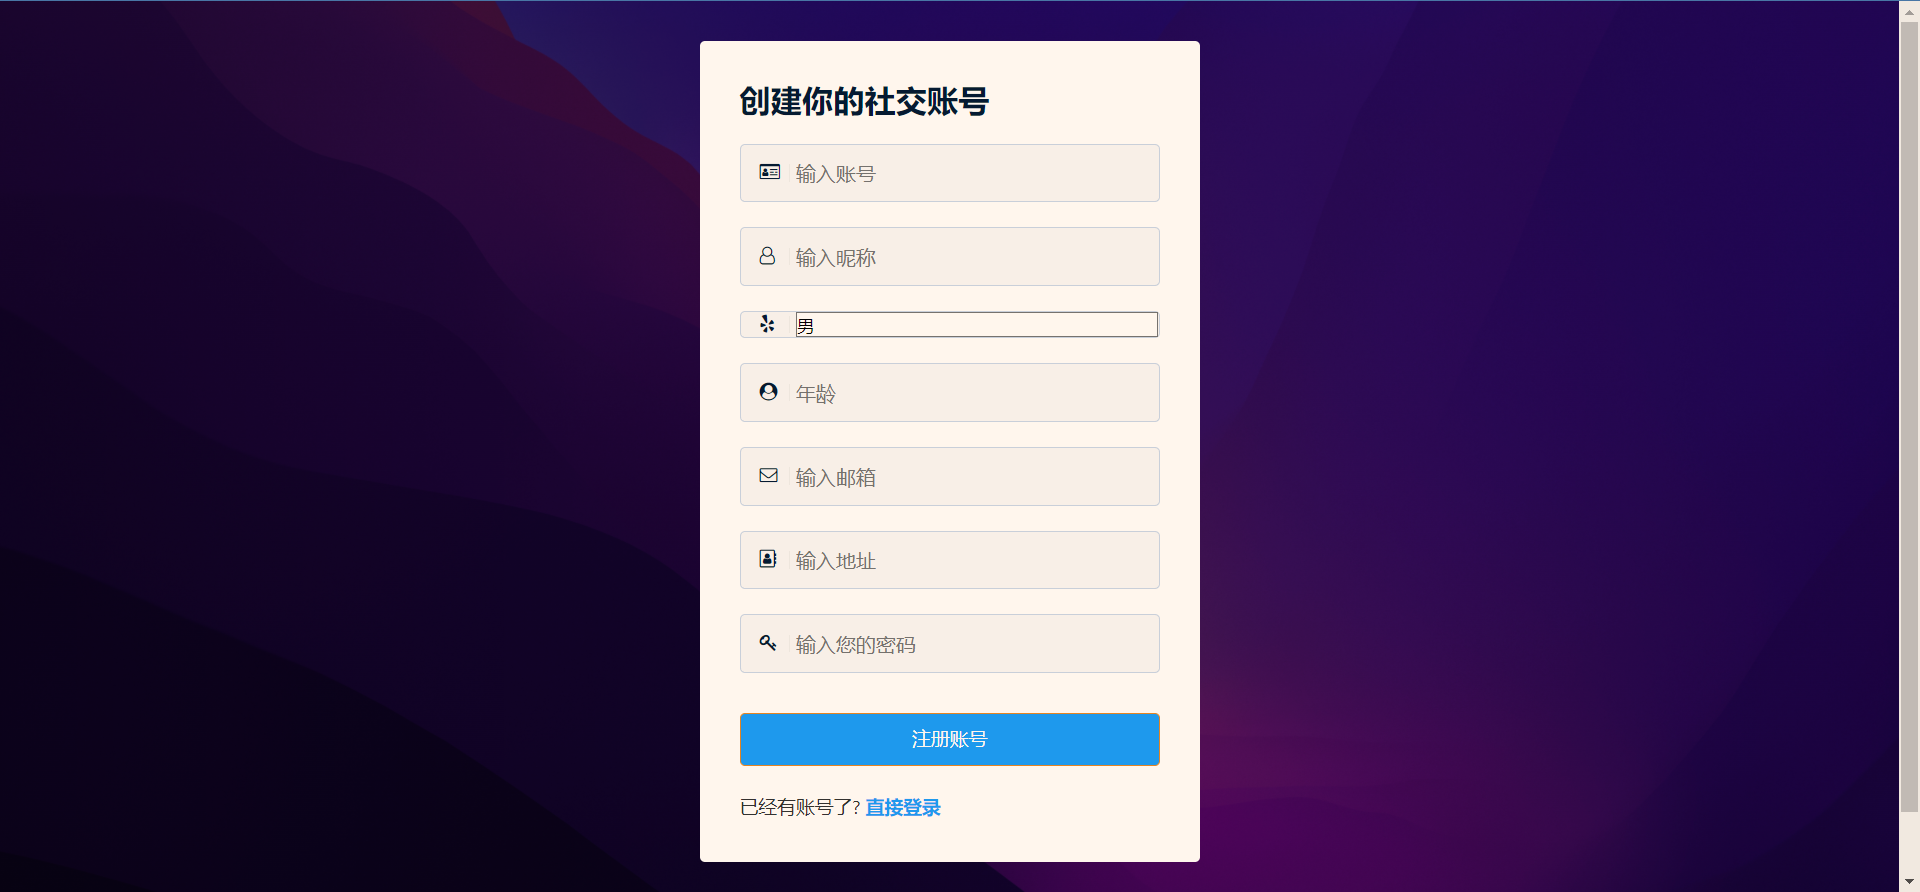 创建你的社交账号
输入账号
输入昵称
男
年龄
输入邮箱
输入地址
输入您的密码
注册账号
已经有账号了? 直接登录